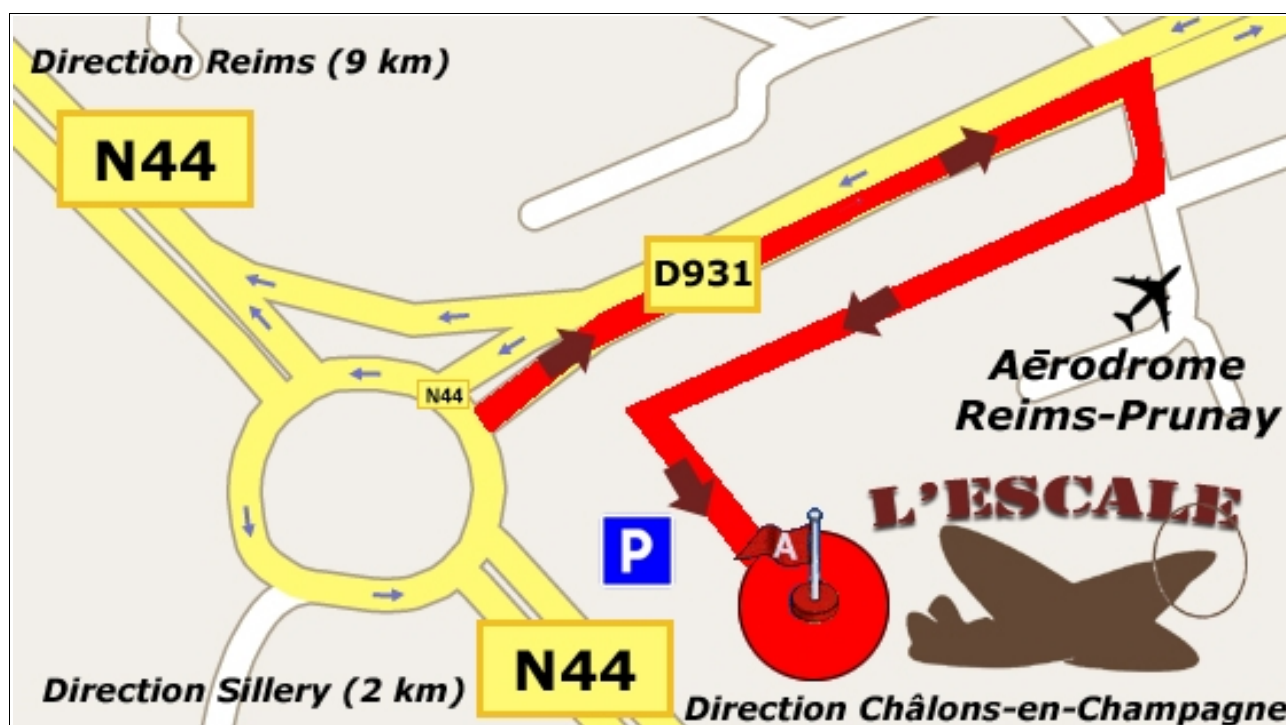 Direction Reims (9 km)
N44
D931
N44
Aērodrome
Reims-Prunay
L'ESCALE
P
A
N44
Direction Sillery (2 km)
Direction Châlons-en-Champagne